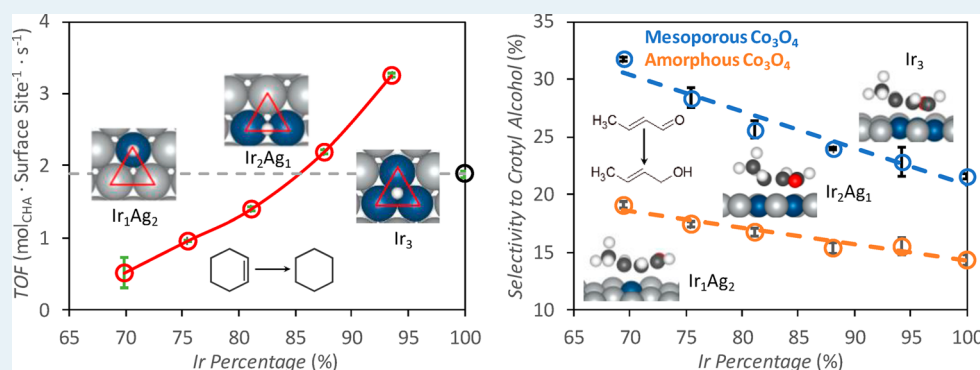 TOF (molCHA · Surface Site-1 · s-1)
4
3
2
1
0
Ir1Ag2
Ir2Ag1
Ir3
65 70 75 80 85 90 95 100
Ir Percentage (%)
Selectivity to Crotyl Alcohol (%)
35
30
25
20
15
10
Mesoporous Co3O4
Amorphous Co3O4
H3C
O
H3C
OH
Ir3
Ir2Ag1
Ir1Ag2
65 70 75 80 85 90 95 100
Ir Percentage (%)